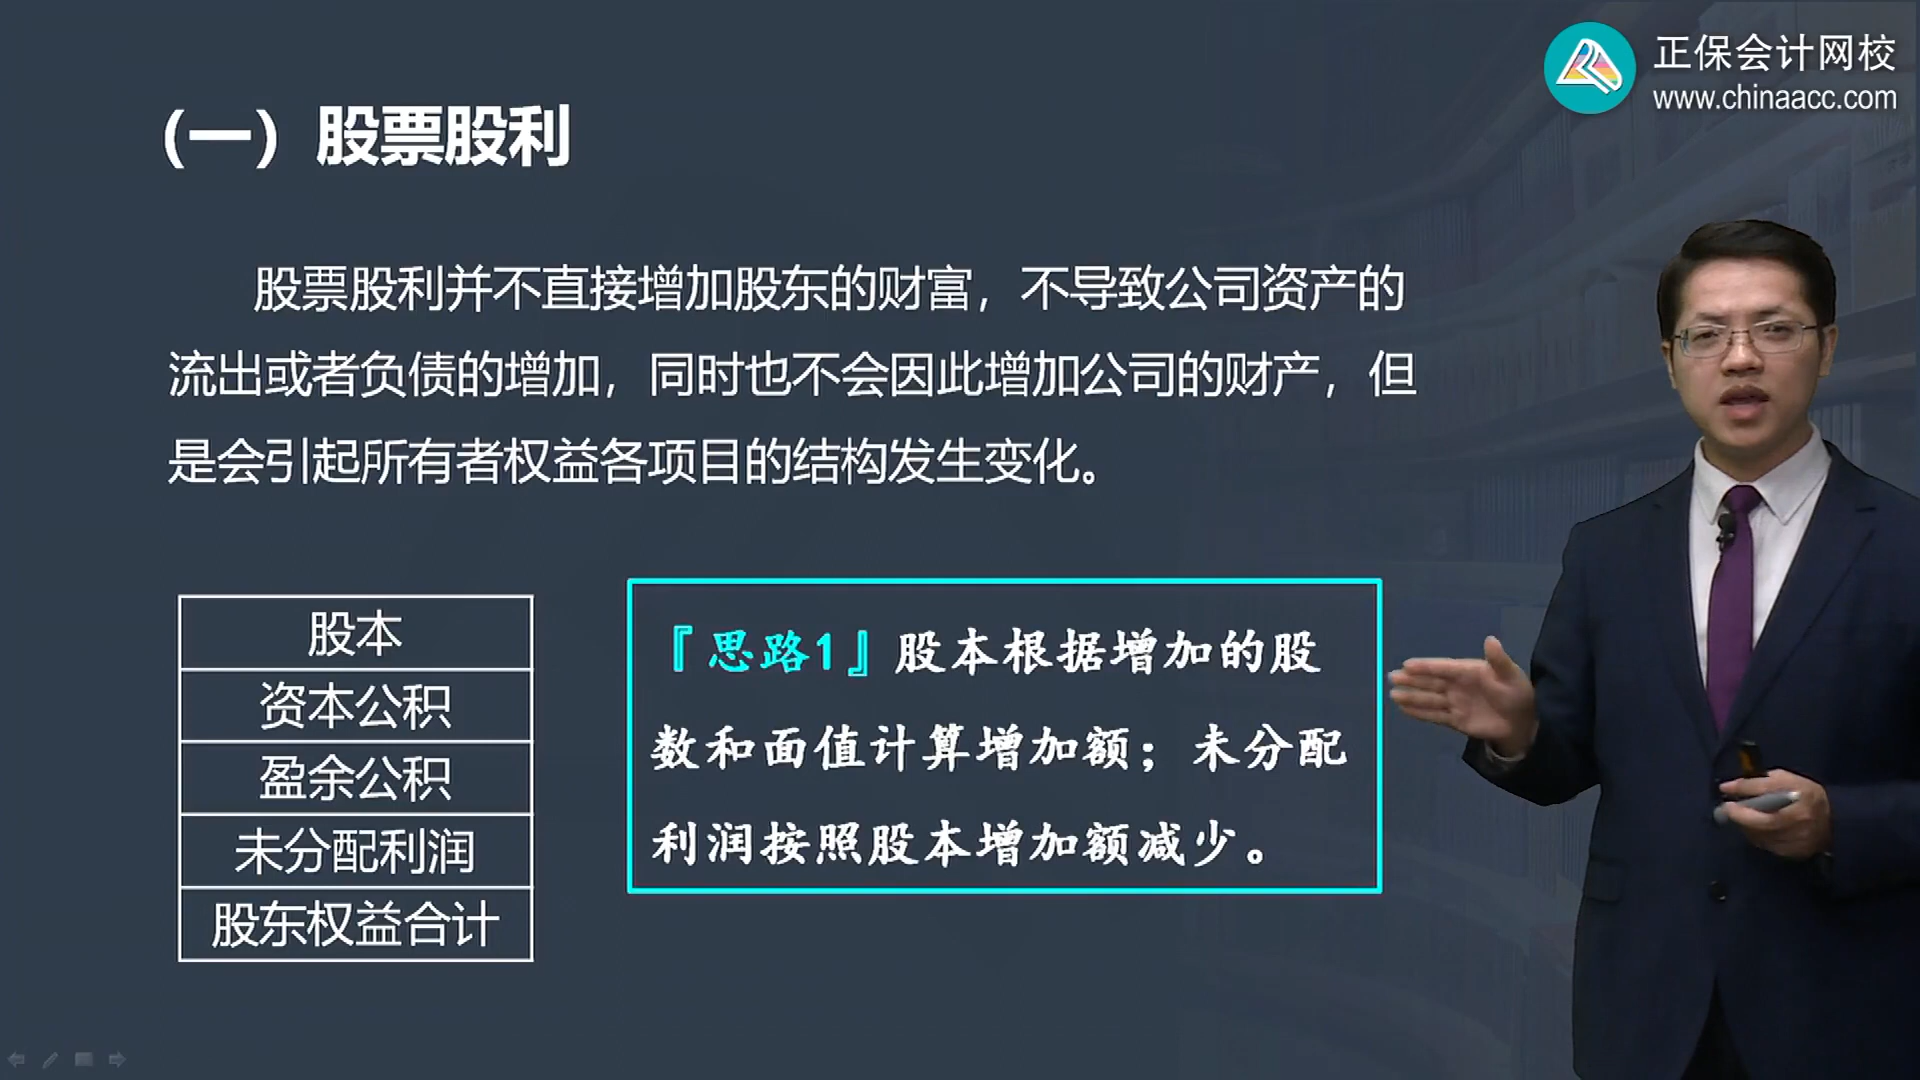 正保会计网校
www.chinaacc.com
(一) 股票股利
股票股利并不直接增加股东的财富，不导致公司资产的
流出或者负债的增加，同时也不会因此增加公司的财产，但
是会引起所有者权益各项目的结构发生变化。
股本
资本公积
盈余公积
未分配利润
股东权益合计
『思路1』股本根据增加的股
数和面值计算增加额；未分配
利润按照股本增加额减少。